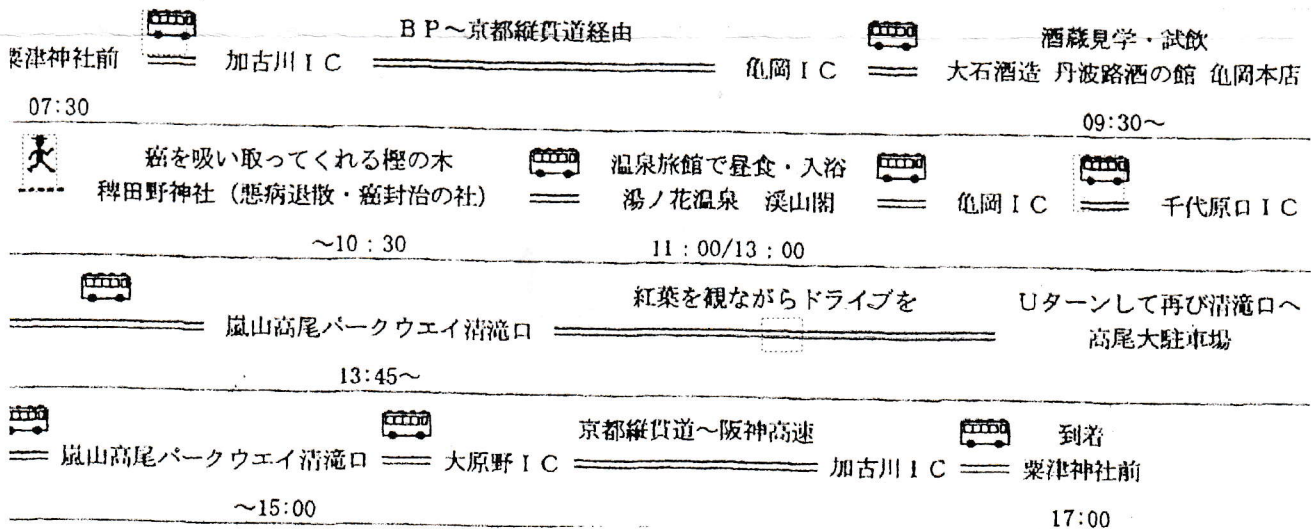 ＢＰ～京都縦貫道経由 酒蔵見学・試飲
粟津神社前 加古川ＩＣ 亀岡ＩＣ 大石酒造 丹波路酒の館 亀岡本店
07:30 09:30～
癌を吸い取ってくれる樫の木 温泉旅館で昼食・入浴
稗田野神社（悪病退散・癌封治の社） 湯ノ花温泉 渓山閣 亀岡ＩＣ 千代原口ＩＣ
～10：30 11：00/13：00
紅葉を観ながらドライブを Ｕターンして再び清滝口へ
嵐山高尾パークウエイ清滝口 高尾大駐車場
13:45～
京都縦貫道～阪神高速 到着
嵐山高尾パークウエイ清滝口 大原野ＩＣ 加古川ＩＣ 粟津神社前
～15:00 17:00